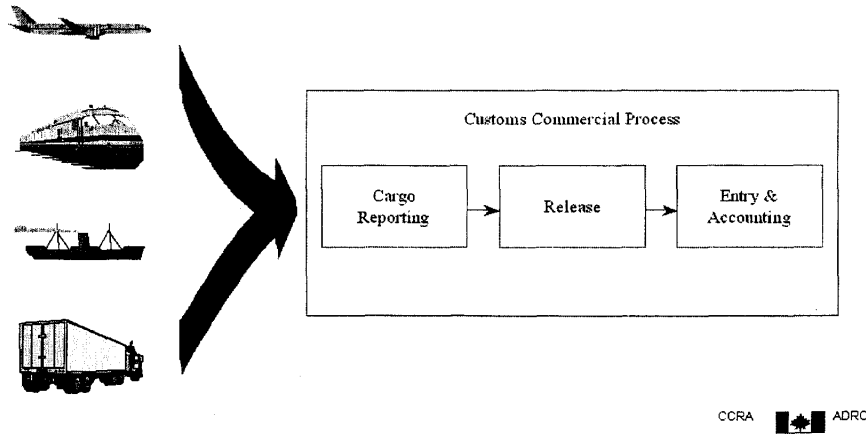 Customs Commercial Process
Cargo
Reporting
Release
Entry &
Accounting
CCRA ADRC